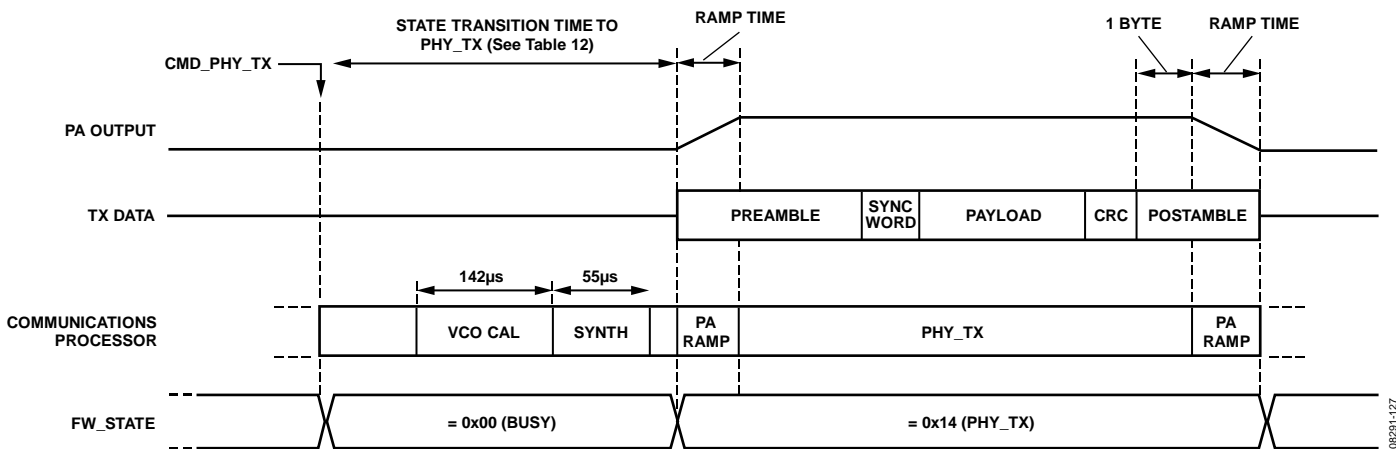 STATE TRANSITION TIME TO
PHY_TX (See Table 12)
RAMP TIME
1 BYTE
RAMP TIME
CMD_PHY_TX
PA OUTPUT
TX DATA
PREAMBLE
SYNC
WORD
PAYLOAD
CRC
POSTAMBLE
142µs
55µs
COMMUNICATIONS
PROCESSOR
VCO CAL
SYNTH
PA
RAMP
PHY_TX
PA
RAMP
FW_STATE
= 0x00 (BUSY)
= 0x14 (PHY_TX)
08291-127